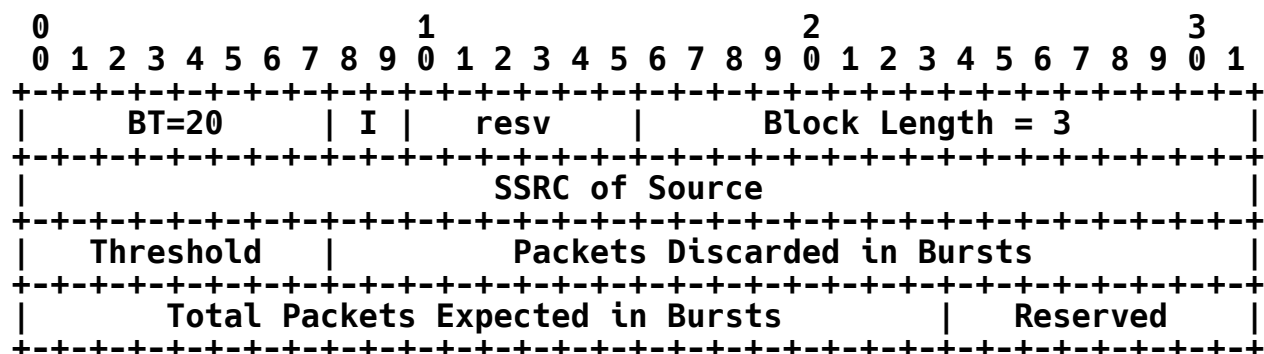 0                   1                   2                   3
0 1 2 3 4 5 6 7 8 9 0 1 2 3 4 5 6 7 8 9 0 1 2 3 4 5 6 7 8 9 0 1
+-+-+-+-+-+-+-+-+-+-+-+-+-+-+-+-+-+-+-+-+-+-+-+-+-+-+-+-+-+-+-+-+
|     BT=20     | I |   resv    |      Block Length = 3         |
+-+-+-+-+-+-+-+-+-+-+-+-+-+-+-+-+-+-+-+-+-+-+-+-+-+-+-+-+-+-+-+-+
|                        SSRC of Source                         |
+-+-+-+-+-+-+-+-+-+-+-+-+-+-+-+-+-+-+-+-+-+-+-+-+-+-+-+-+-+-+-+-+
|   Threshold   |         Packets Discarded in Bursts           |
+-+-+-+-+-+-+-+-+-+-+-+-+-+-+-+-+-+-+-+-+-+-+-+-+-+-+-+-+-+-+-+-+
|       Total Packets Expected in Bursts        |   Reserved    |
+-+-+-+-+-+-+-+-+-+-+-+-+-+-+-+-+-+-+-+-+-+-+-+-+-+-+-+-+-+-+-+-+